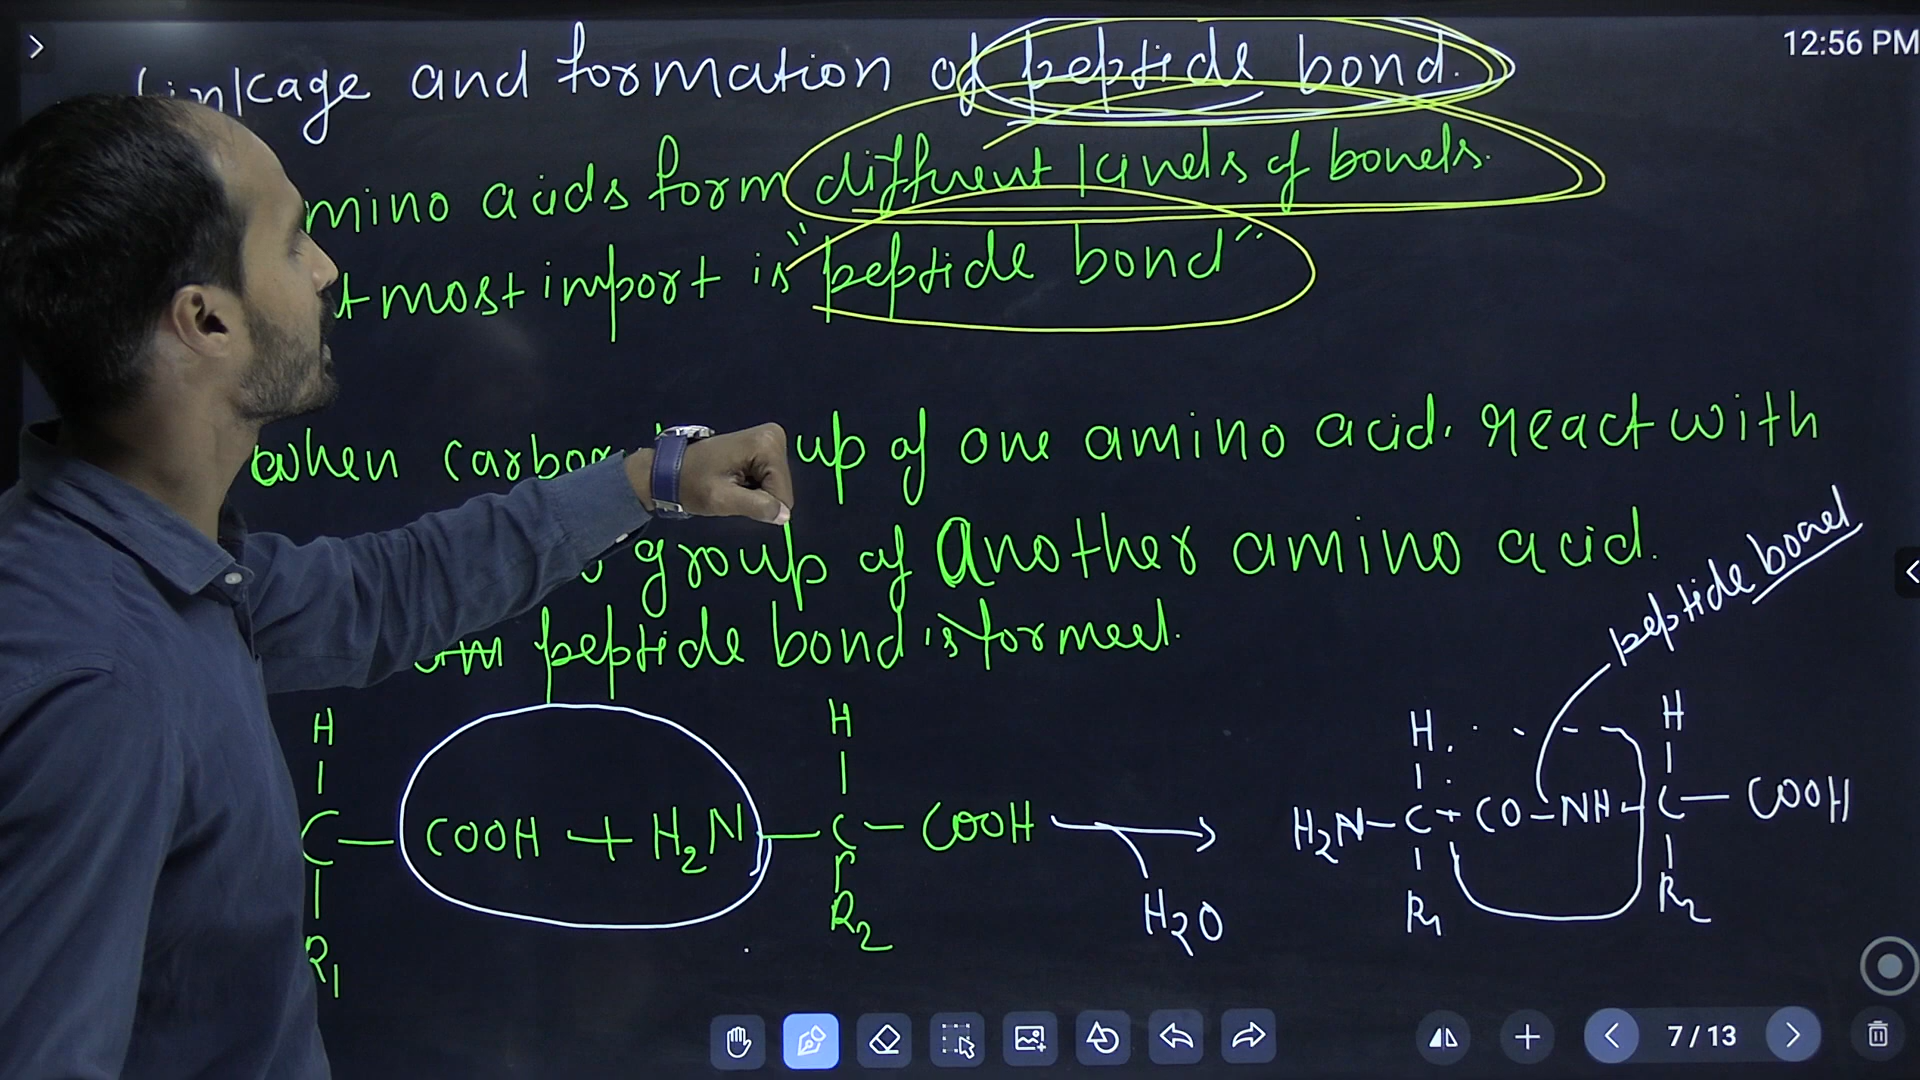 12:56 PM
Linkage and formation of peptide bond.
mino acids form different kinds of bonds.
most import is "peptide bond"
when up of one amino acid. react with
group of another amino acid.
peptide bond is formed.
peptide bond
H H H H
C — COOH + H₂N — C — COOH → H₂N — C — CO — NH — C — COOH
R₁ R₂ H₂O R₁ R₂
7 / 13